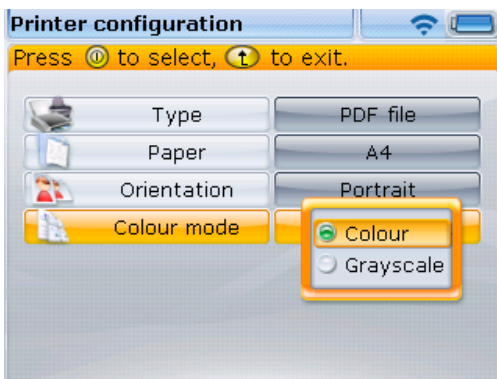 Printer configuration
Press to select, to exit.
Type PDF file
Paper A4
Orientation Portrait
Colour mode
Colour
Grayscale